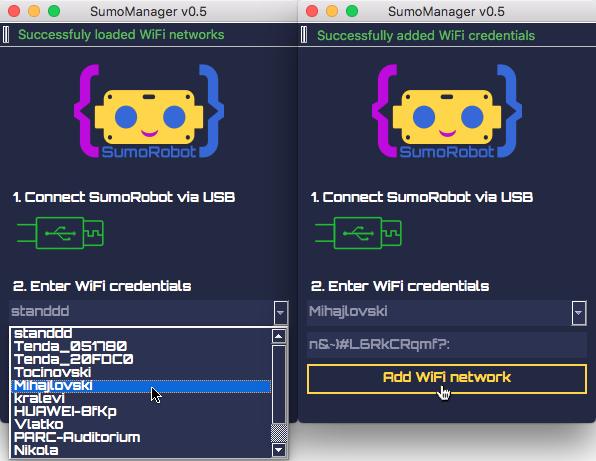 SumoManager v0.5
Successfully loaded WiFi networks
SumoRobot
1. Connect SumoRobot via USB
2. Enter WiFi credentials
standdd
standdd
Tenda_051780
Tenda_20FDC0
Tocinovski
Mihajlovski
kralevi
HUAWEI-8fKp
Vlatko
PARC-Auditorium
Nikola
SumoManager v0.5
Successfully added WiFi credentials
SumoRobot
1. Connect SumoRobot via USB
2. Enter WiFi credentials
Mihajlovski
n&~)#L6RkCRqmf?:
Add WiFi network